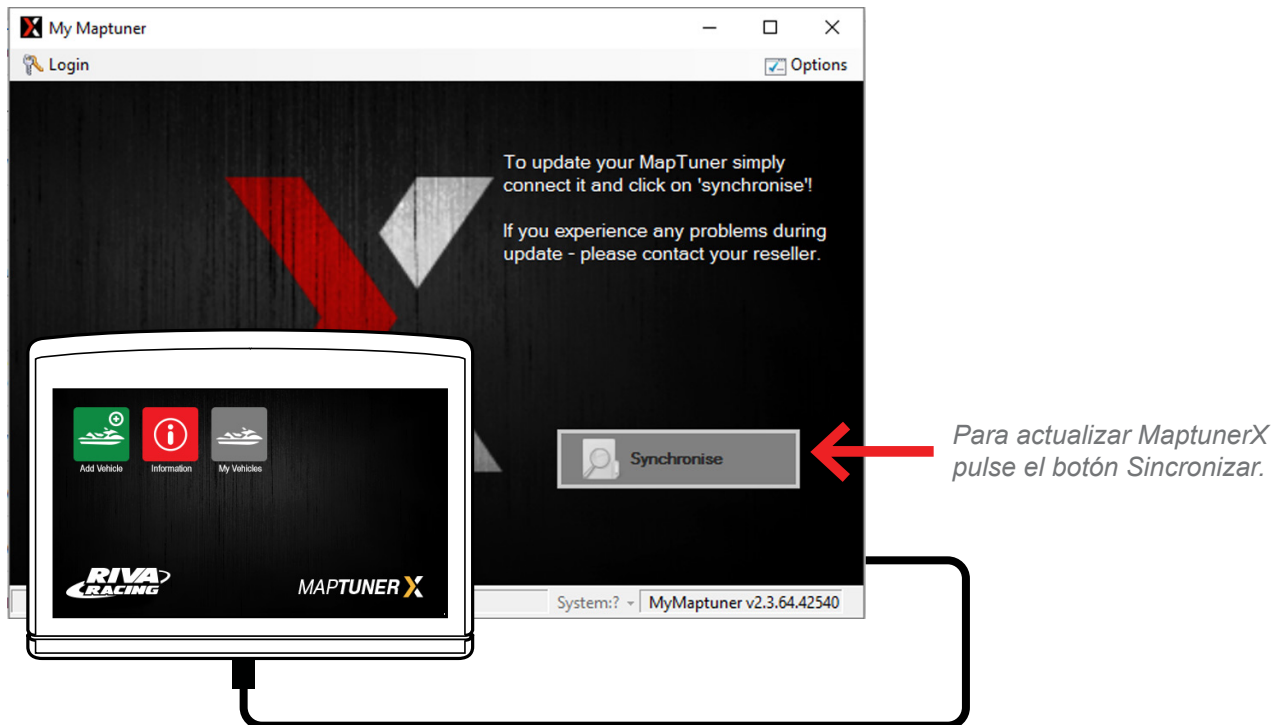 My Maptuner
Login
Options
To update your MapTuner simply
connect it and click on 'synchronise'!
If you experience any problems during
update - please contact your reseller.
Synchronise
Para actualizar MaptunerX
pulse el botón Sincronizar.
Add Vehicle
Information
My Vehicles
RIVA
RACING
MAPTUNER X
System:?
MyMaptuner v2.3.64.42540